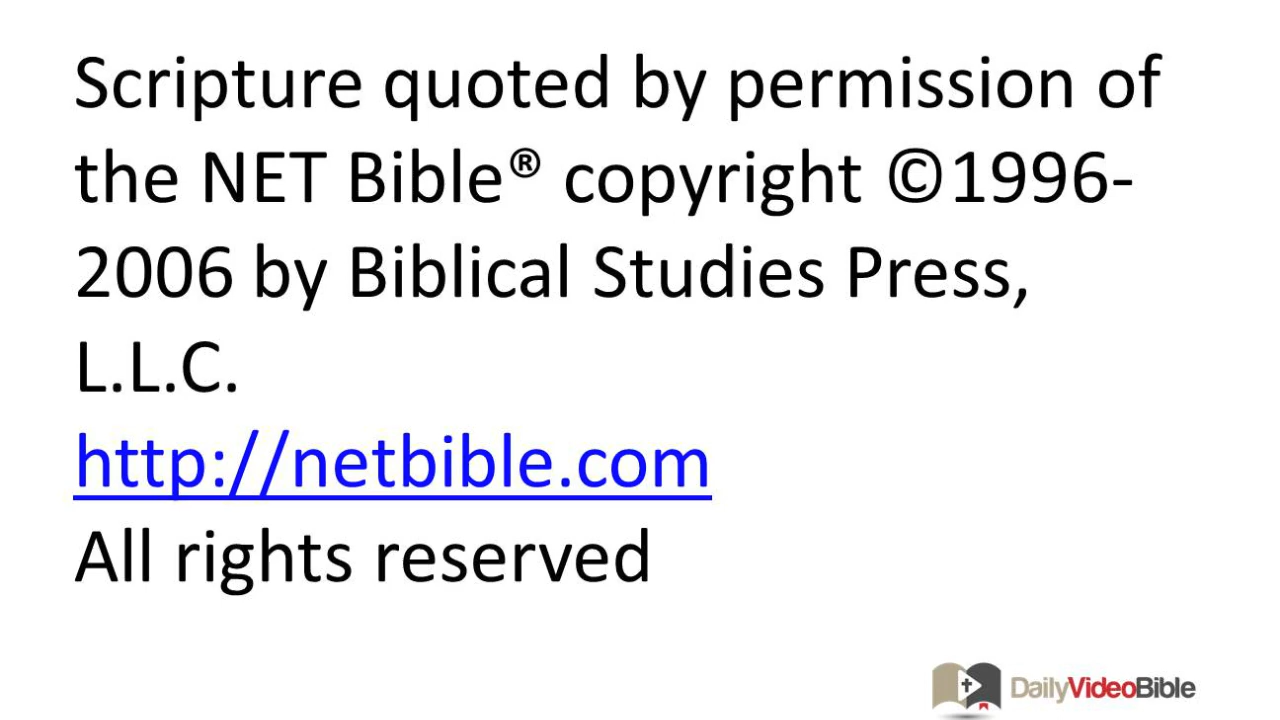 Scripture quoted by permission of
the NET Bible® copyright ©1996-
2006 by Biblical Studies Press,
L.L.C.
http://netbible.com
All rights reserved
DailyVideoBible